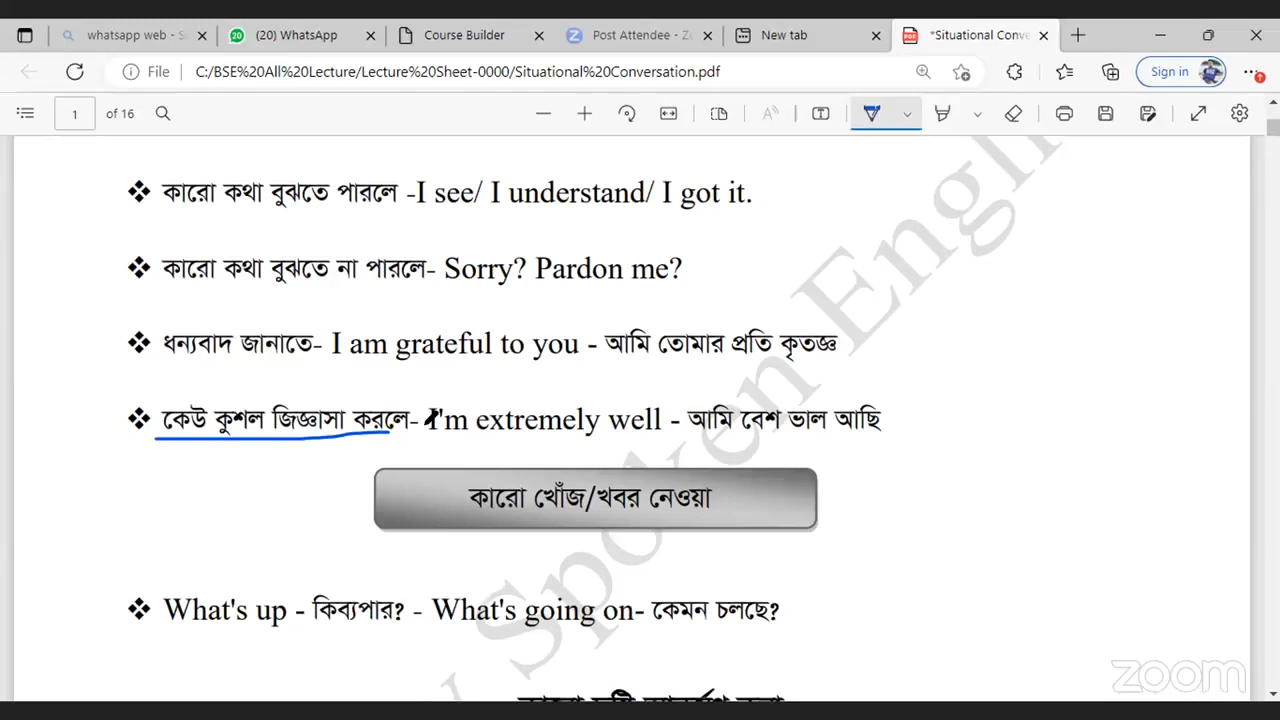 whatsapp web - S
(20) WhatsApp
Course Builder
Post Attendee - Z
New tab
*Situational Conv
File
C:/BSE%20All%20Lecture/Lecture%20Sheet-0000/Situational%20Conversation.pdf
Sign in
1 of 16
❖ কারো কথা বুঝতে পারলে -I see/ I understand/ I got it.
❖ কারো কথা বুঝতে না পারলে- Sorry? Pardon me?
❖ ধন্যবাদ জানাতে- I am grateful to you - আমি তোমার প্রতি কৃতজ্ঞ
❖ কেউ কুশল জিজ্ঞাসা করলে- I'm extremely well - আমি বেশ ভাল আছি
কারো খোঁজ/খবর নেওয়া
❖ What's up - কিব্যপার? - What's going on- কেমন চলছে?
Spoken Engli
zoom